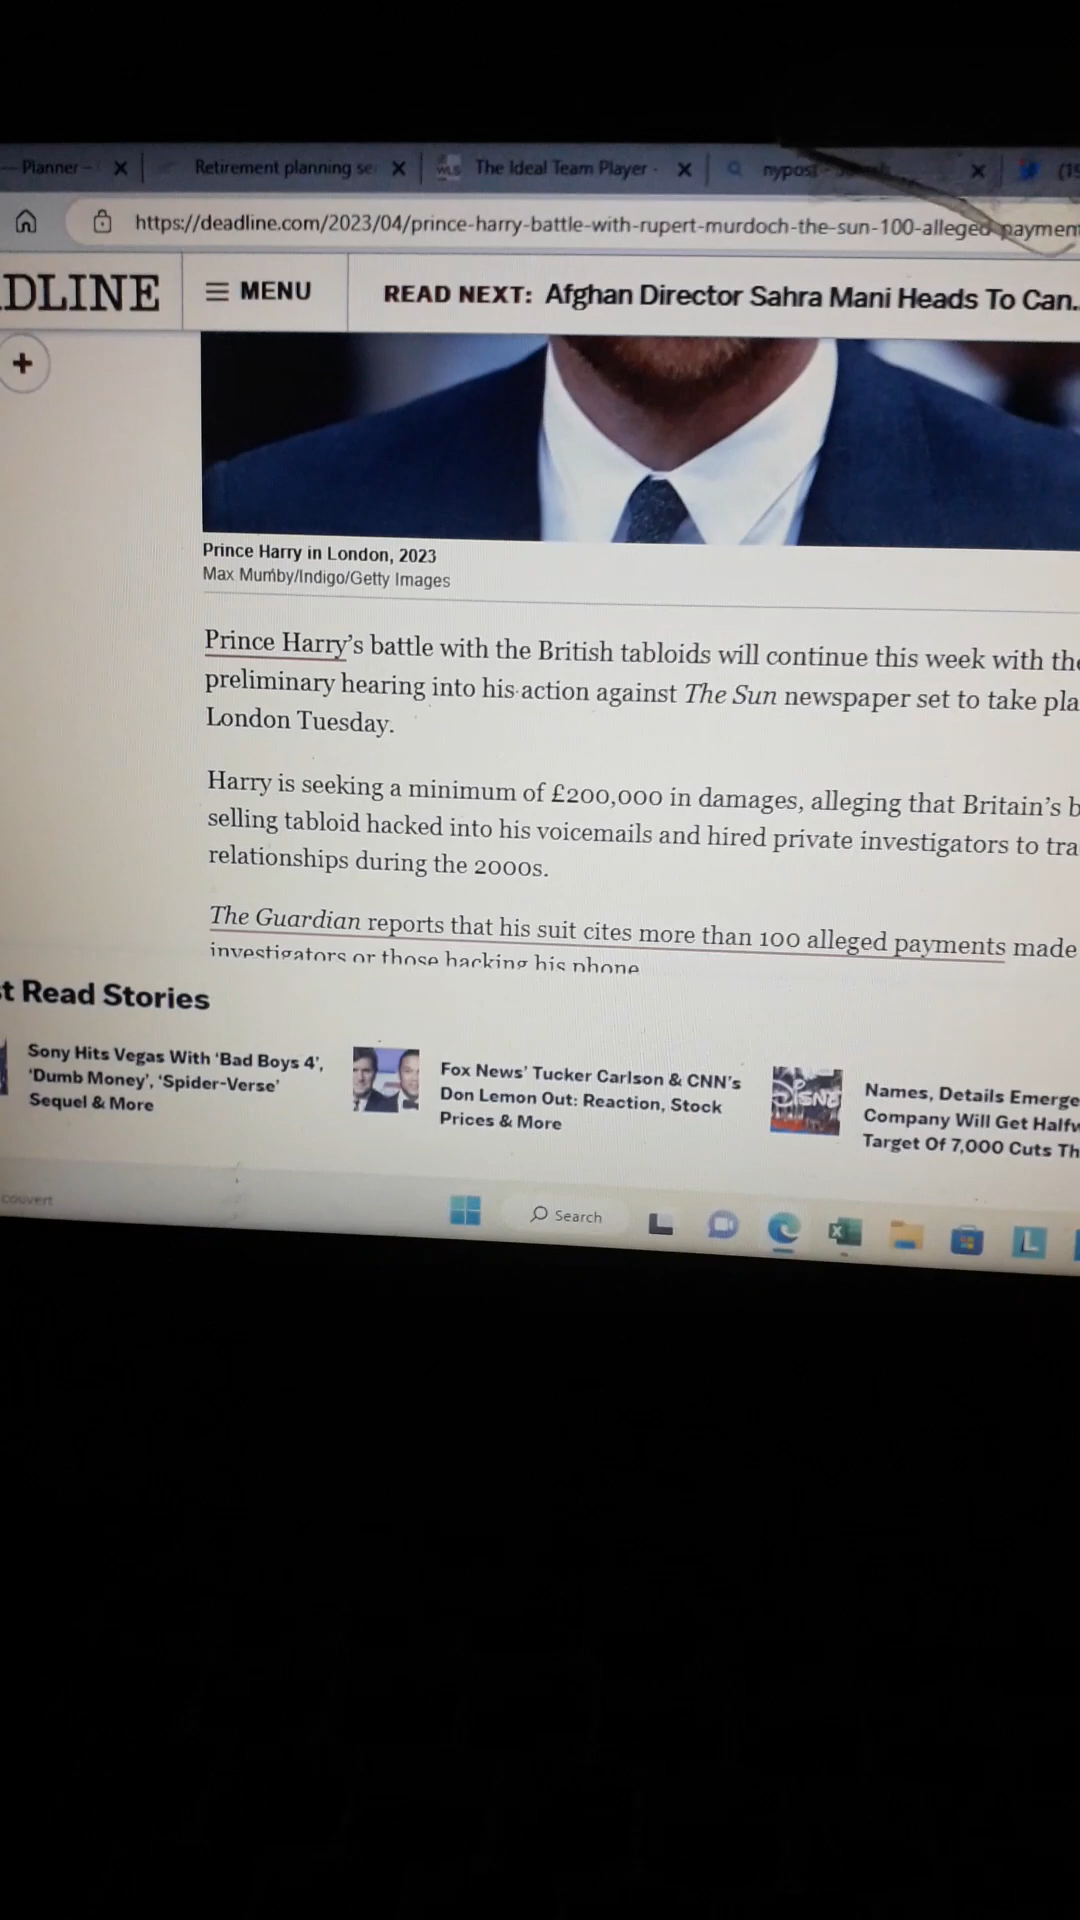 Planner -
Retirement planning se
WLS
The Ideal Team Player -
nypost
(19
https://deadline.com/2023/04/prince-harry-battle-with-rupert-murdoch-the-sun-100-alleged-paymen
DLINE
MENU
READ NEXT: Afghan Director Sahra Mani Heads To Can..
+
Prince Harry in London, 2023
Max Mumby/Indigo/Getty Images
Prince Harry's battle with the British tabloids will continue this week with the
preliminary hearing into his action against The Sun newspaper set to take pla
London Tuesday.
Harry is seeking a minimum of £200,000 in damages, alleging that Britain's b
selling tabloid hacked into his voicemails and hired private investigators to tra
relationships during the 2000s.
The Guardian reports that his suit cites more than 100 alleged payments made
investigators or those hacking his phone
t Read Stories
Sony Hits Vegas With 'Bad Boys 4',
'Dumb Money', 'Spider-Verse'
Sequel & More
Fox News' Tucker Carlson & CNN's
Don Lemon Out: Reaction, Stock
Prices & More
Disne
Names, Details Emerge
Company Will Get Halfw
Target Of 7,000 Cuts Th
couvert
Search